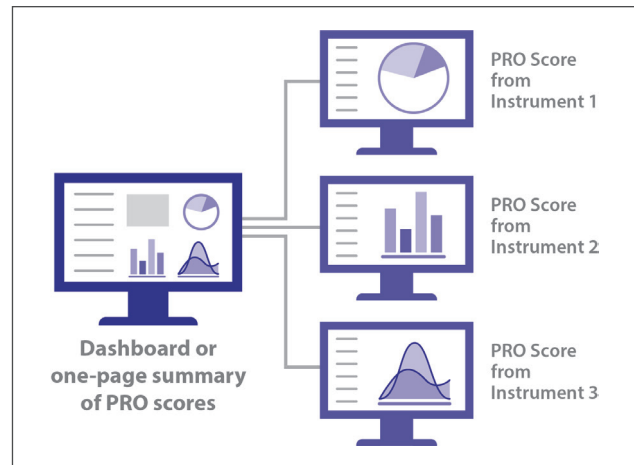 PRO Score
from
Instrument 1
PRO Score
from
Instrument 2
Dashboard or
one-page summary
of PRO scores
PRO Score
from
Instrument 3